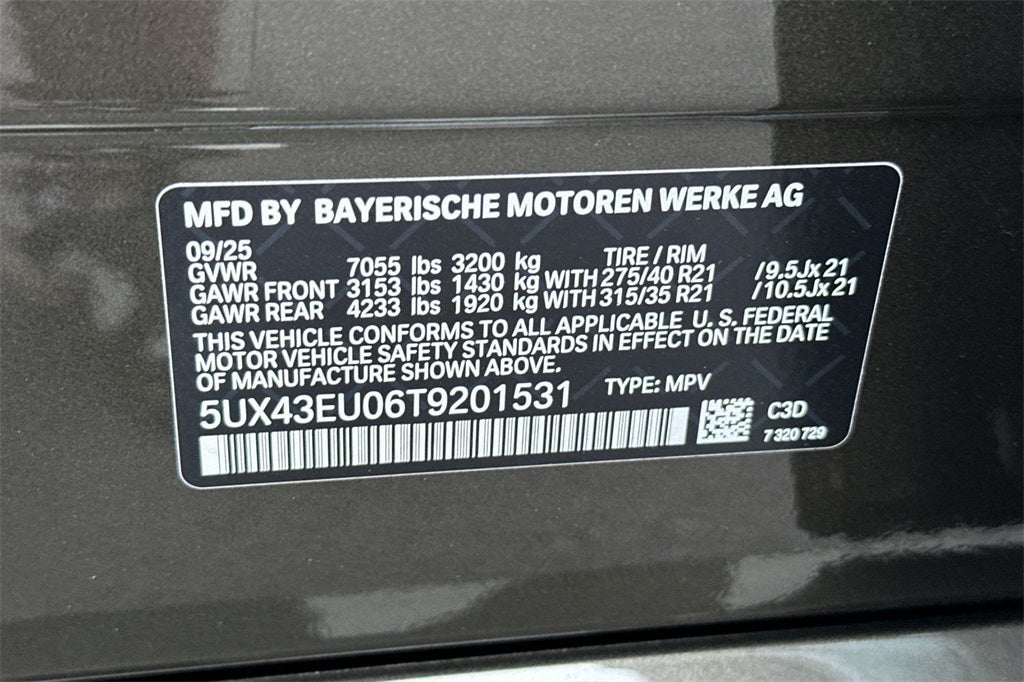 MFD BY BAYERISCHE MOTOREN WERKE AG
09/25 TIRE / RIM
GVWR 7055 lbs 3200 kg
GAWR FRONT 3153 lbs 1430 kg WITH 275/40 R21 /9.5Jx21
GAWR REAR 4233 lbs 1920 kg WITH 315/35 R21 /10.5Jx21
THIS VEHICLE CONFORMS TO ALL APPLICABLE U. S. FEDERAL
MOTOR VEHICLE SAFETY STANDARDS IN EFFECT ON THE DATE
OF MANUFACTURE SHOWN ABOVE.
5UX43EU06T9201531 TYPE: MPV
C3D
7 320 729